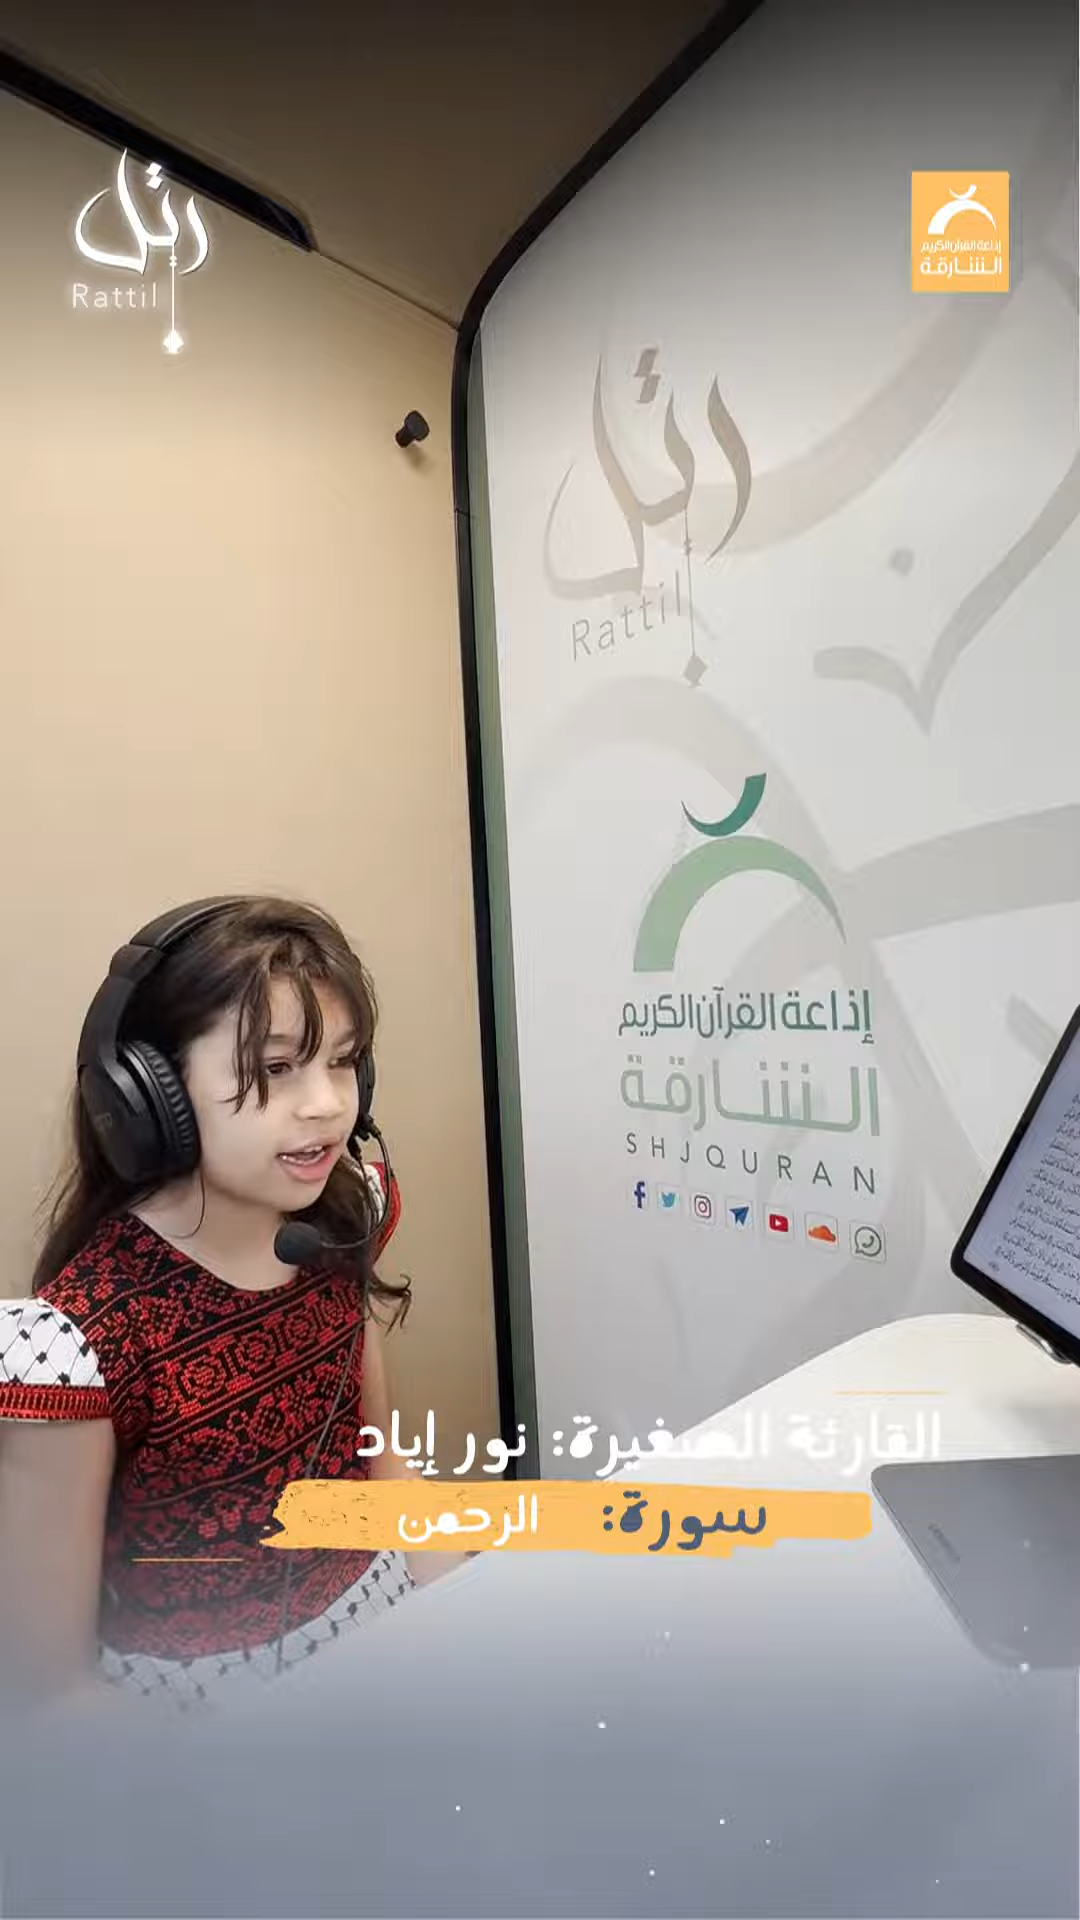 رتل
Rattil
إذاعة القرآن الكريم
الشارقة
رتل
Rattil
إذاعة القرآن الكريم
الشارقة
SHJQURAN
القارئة الصغيرة: نور إياد
سورة: الرحمن